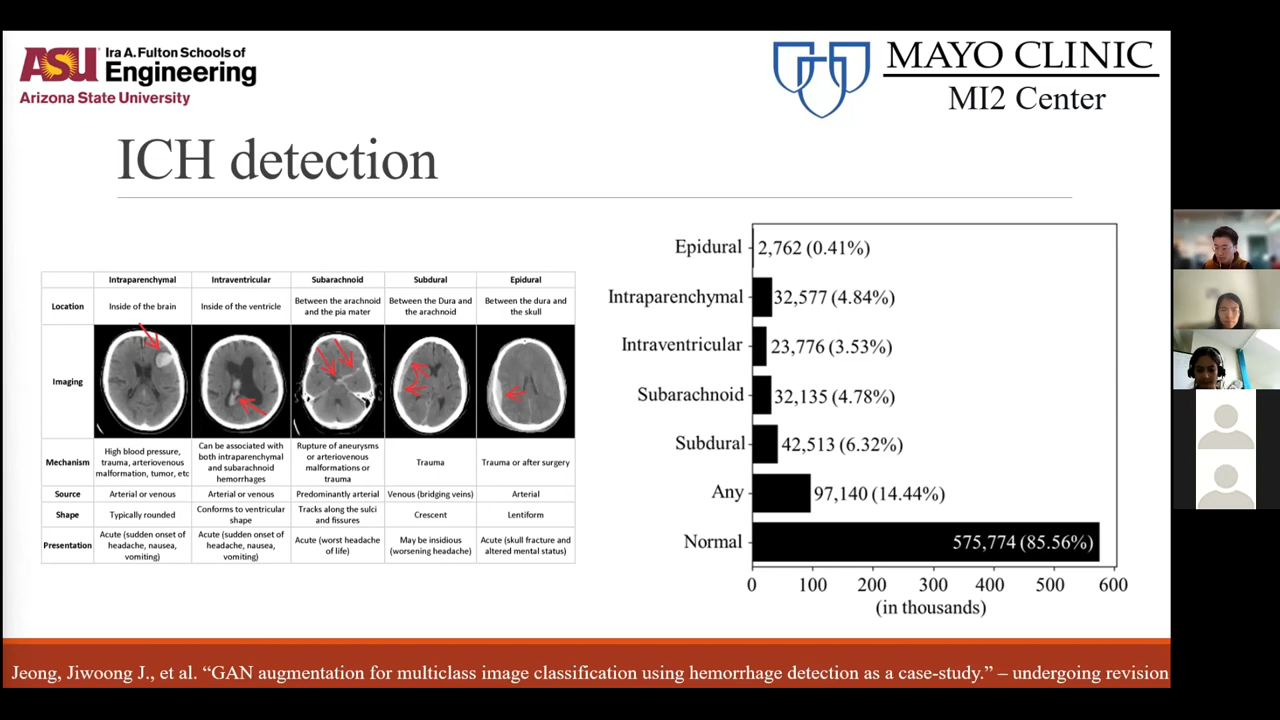 ASU Ira A. Fulton Schools of
Engineering
Arizona State University
MAYO CLINIC
MI2 Center
ICH detection
Intraparenchymal Intraventricular Subarachnoid Subdural Epidural
Location Inside of the brain Inside of the ventricle Between the arachnoid and the pia mater Between the Dura and the arachnoid Between the dura and the skull
Imaging
Mechanism High blood pressure, trauma, arteriovenous malformation, tumor, etc Can be associated with both intraparenchymal and subarachnoid hemorrhages Rupture of aneurysms or arteriovenous malformations or trauma Trauma Trauma or after surgery
Source Arterial or venous Arterial or venous Predominantly arterial Venous (bridging veins) Arterial
Shape Typically rounded Conforms to ventricular shape Tracks along the sulci and fissures Crescent Lentiform
Presentation Acute (sudden onset of headache, nausea, vomiting) Acute (sudden onset of headache, nausea, vomiting) Acute (worst headache of life) May be insidious (worsening headache) Acute (skull fracture and altered mental status)
Epidural 2,762 (0.41%)
Intraparenchymal 32,577 (4.84%)
Intraventricular 23,776 (3.53%)
Subarachnoid 32,135 (4.78%)
Subdural 42,513 (6.32%)
Any 97,140 (14.44%)
Normal 575,774 (85.56%)
0 100 200 300 400 500 600
(in thousands)
Jeong, Jiwoong J., et al. “GAN augmentation for multiclass image classification using hemorrhage detection as a case-study.” – undergoing revision